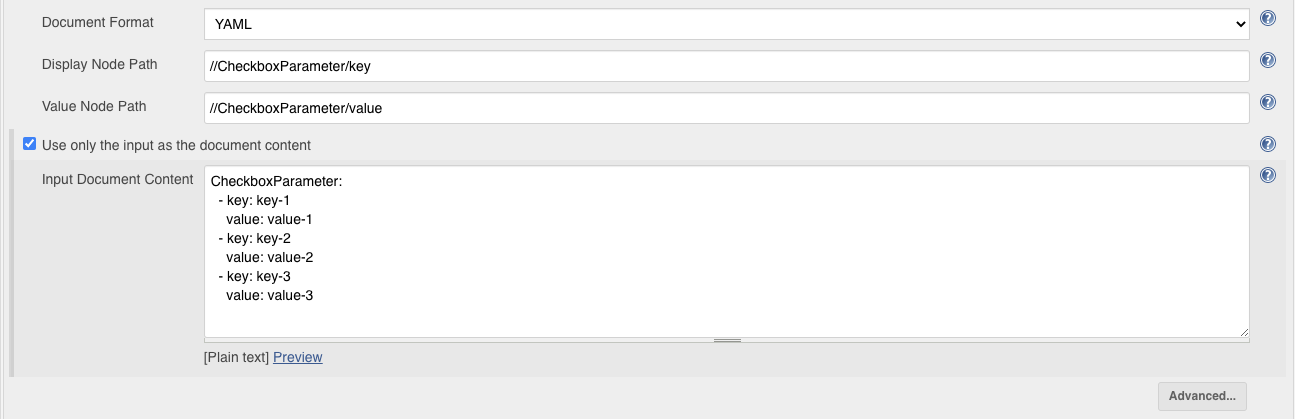 Document Format YAML
Display Node Path //CheckboxParameter/key
Value Node Path //CheckboxParameter/value
Use only the input as the document content
Input Document Content CheckboxParameter:
- key: key-1
value: value-1
- key: key-2
value: value-2
- key: key-3
value: value-3
[Plain text] Preview
Advanced...